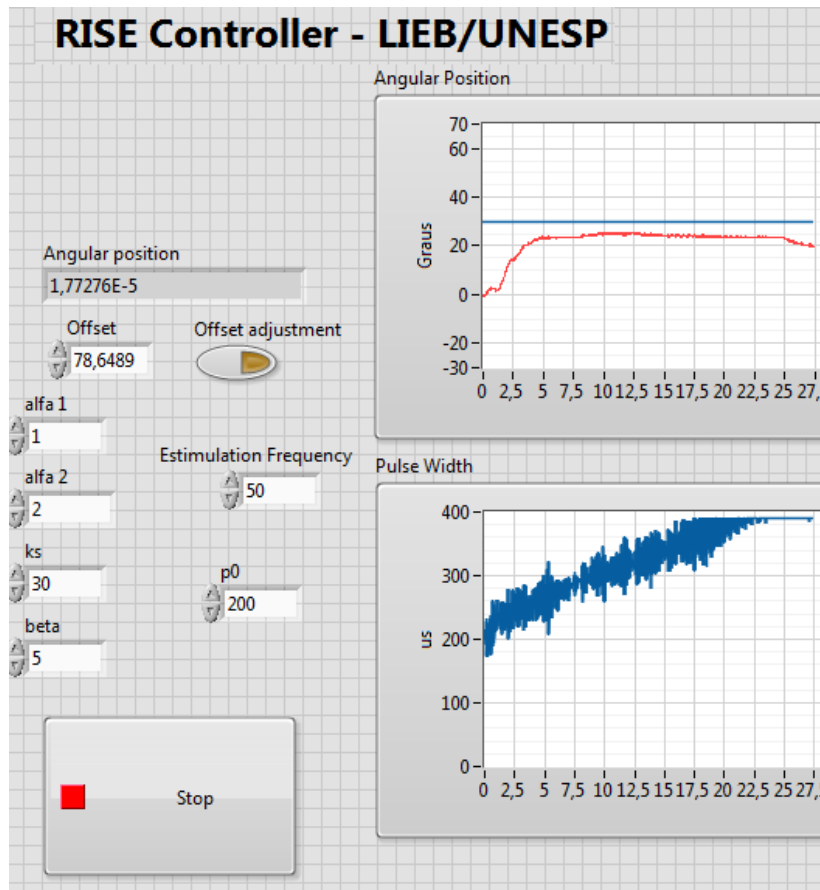 RISE Controller - LIEB/UNESP
Angular Position
70
60
40
20
0
-20
-30
Graus
0 2,5 5 7,5 10 12,5 15 17,5 20 22,5 25 27,
Angular position
1,77276E-5
Offset
78,6489
Offset adjustment
alfa 1
1
alfa 2
2
ks
30
beta
5
Estimulation Frequency
50
p0
200
Pulse Width
400
300
200
100
0
us
0 2,5 5 7,5 10 12,5 15 17,5 20 22,5 25 27,
Stop